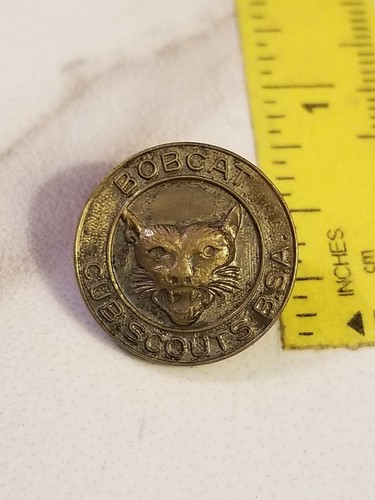 BOBCAT
CUB SCOUTS B.S.A.
1
INCHES
cm